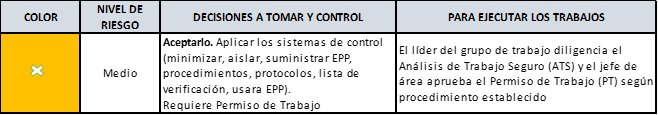 COLOR
NIVEL DE
RIESGO
DECISIONES A TOMAR Y CONTROL
PARA EJECUTAR LOS TRABAJOS
Medio
Aceptarlo. Aplicar los sistemas de control
(minimizar, aislar, suministrar EPP,
procedimientos, protocolos, lista de
verificación, usara EPP).
Requiere Permiso de Trabajo
El líder del grupo de trabajo diligencia el
Análisis de Trabajo Seguro (ATS) y el jefe de
área aprueba el Permiso de Trabajo (PT) según
procedimiento establecido